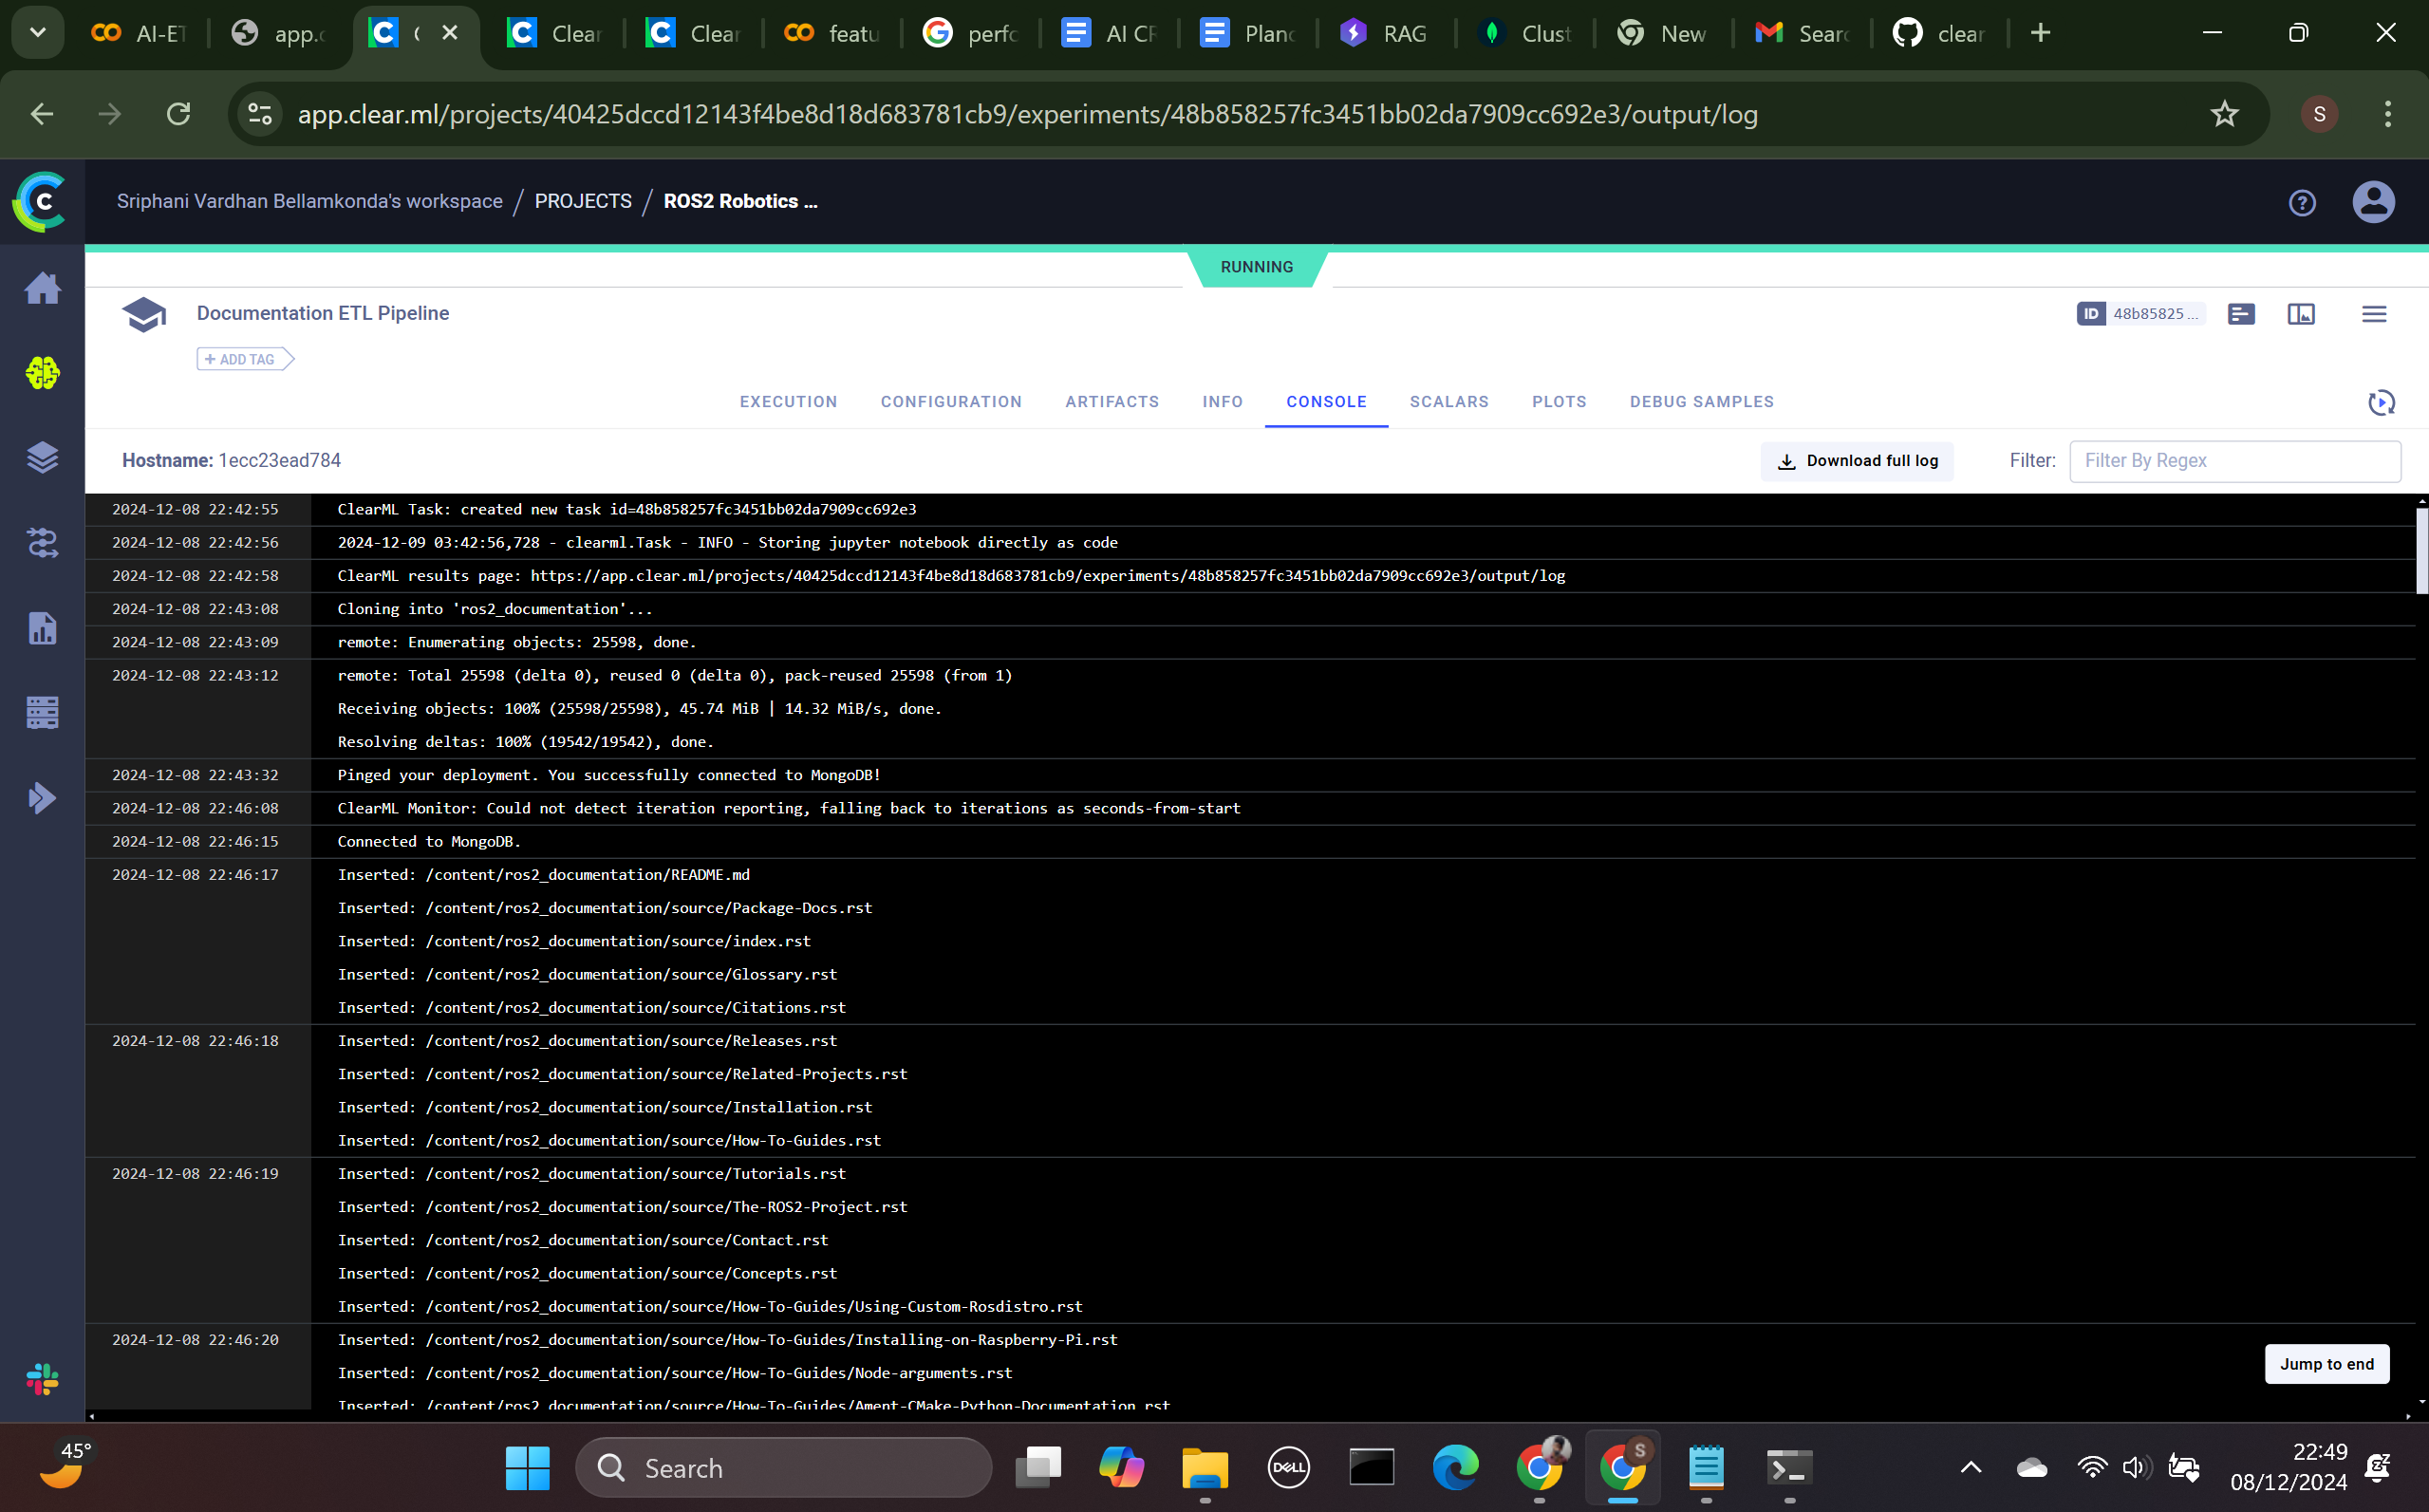 AI-ET
app.c
(
Clear
Clear
featu
perfo
AI CR
Planc
RAG
Clust
New
Searc
clear
app.clear.ml/projects/40425dccd12143f4be8d18d683781cb9/experiments/48b858257fc3451bb02da7909cc692e3/output/log
S
Sriphani Vardhan Bellamkonda's workspace / PROJECTS / ROS2 Robotics ...
RUNNING
Documentation ETL Pipeline
ID 48b85825 ...
+ ADD TAG
EXECUTION CONFIGURATION ARTIFACTS INFO CONSOLE SCALARS PLOTS DEBUG SAMPLES
Hostname: 1ecc23ead784
Download full log
Filter: Filter By Regex
2024-12-08 22:42:55 ClearML Task: created new task id=48b858257fc3451bb02da7909cc692e3
2024-12-08 22:42:56 2024-12-09 03:42:56,728 - clearml.Task - INFO - Storing jupyter notebook directly as code
2024-12-08 22:42:58 ClearML results page: https://app.clear.ml/projects/40425dccd12143f4be8d18d683781cb9/experiments/48b858257fc3451bb02da7909cc692e3/output/log
2024-12-08 22:43:08 Cloning into 'ros2_documentation'...
2024-12-08 22:43:09 remote: Enumerating objects: 25598, done.
2024-12-08 22:43:12 remote: Total 25598 (delta 0), reused 0 (delta 0), pack-reused 25598 (from 1)
Receiving objects: 100% (25598/25598), 45.74 MiB | 14.32 MiB/s, done.
Resolving deltas: 100% (19542/19542), done.
2024-12-08 22:43:32 Pinged your deployment. You successfully connected to MongoDB!
2024-12-08 22:46:08 ClearML Monitor: Could not detect iteration reporting, falling back to iterations as seconds-from-start
2024-12-08 22:46:15 Connected to MongoDB.
2024-12-08 22:46:17 Inserted: /content/ros2_documentation/README.md
Inserted: /content/ros2_documentation/source/Package-Docs.rst
Inserted: /content/ros2_documentation/source/index.rst
Inserted: /content/ros2_documentation/source/Glossary.rst
Inserted: /content/ros2_documentation/source/Citations.rst
2024-12-08 22:46:18 Inserted: /content/ros2_documentation/source/Releases.rst
Inserted: /content/ros2_documentation/source/Related-Projects.rst
Inserted: /content/ros2_documentation/source/Installation.rst
Inserted: /content/ros2_documentation/source/How-To-Guides.rst
2024-12-08 22:46:19 Inserted: /content/ros2_documentation/source/Tutorials.rst
Inserted: /content/ros2_documentation/source/The-ROS2-Project.rst
Inserted: /content/ros2_documentation/source/Contact.rst
Inserted: /content/ros2_documentation/source/Concepts.rst
Inserted: /content/ros2_documentation/source/How-To-Guides/Using-Custom-Rosdistro.rst
2024-12-08 22:46:20 Inserted: /content/ros2_documentation/source/How-To-Guides/Installing-on-Raspberry-Pi.rst
Inserted: /content/ros2_documentation/source/How-To-Guides/Node-arguments.rst
Inserted: /content/ros2_documentation/source/How-To-Guides/Ament-CMake-Python-Documentation.rst
Jump to end
45°
Search
DELL
S
22:49
08/12/2024